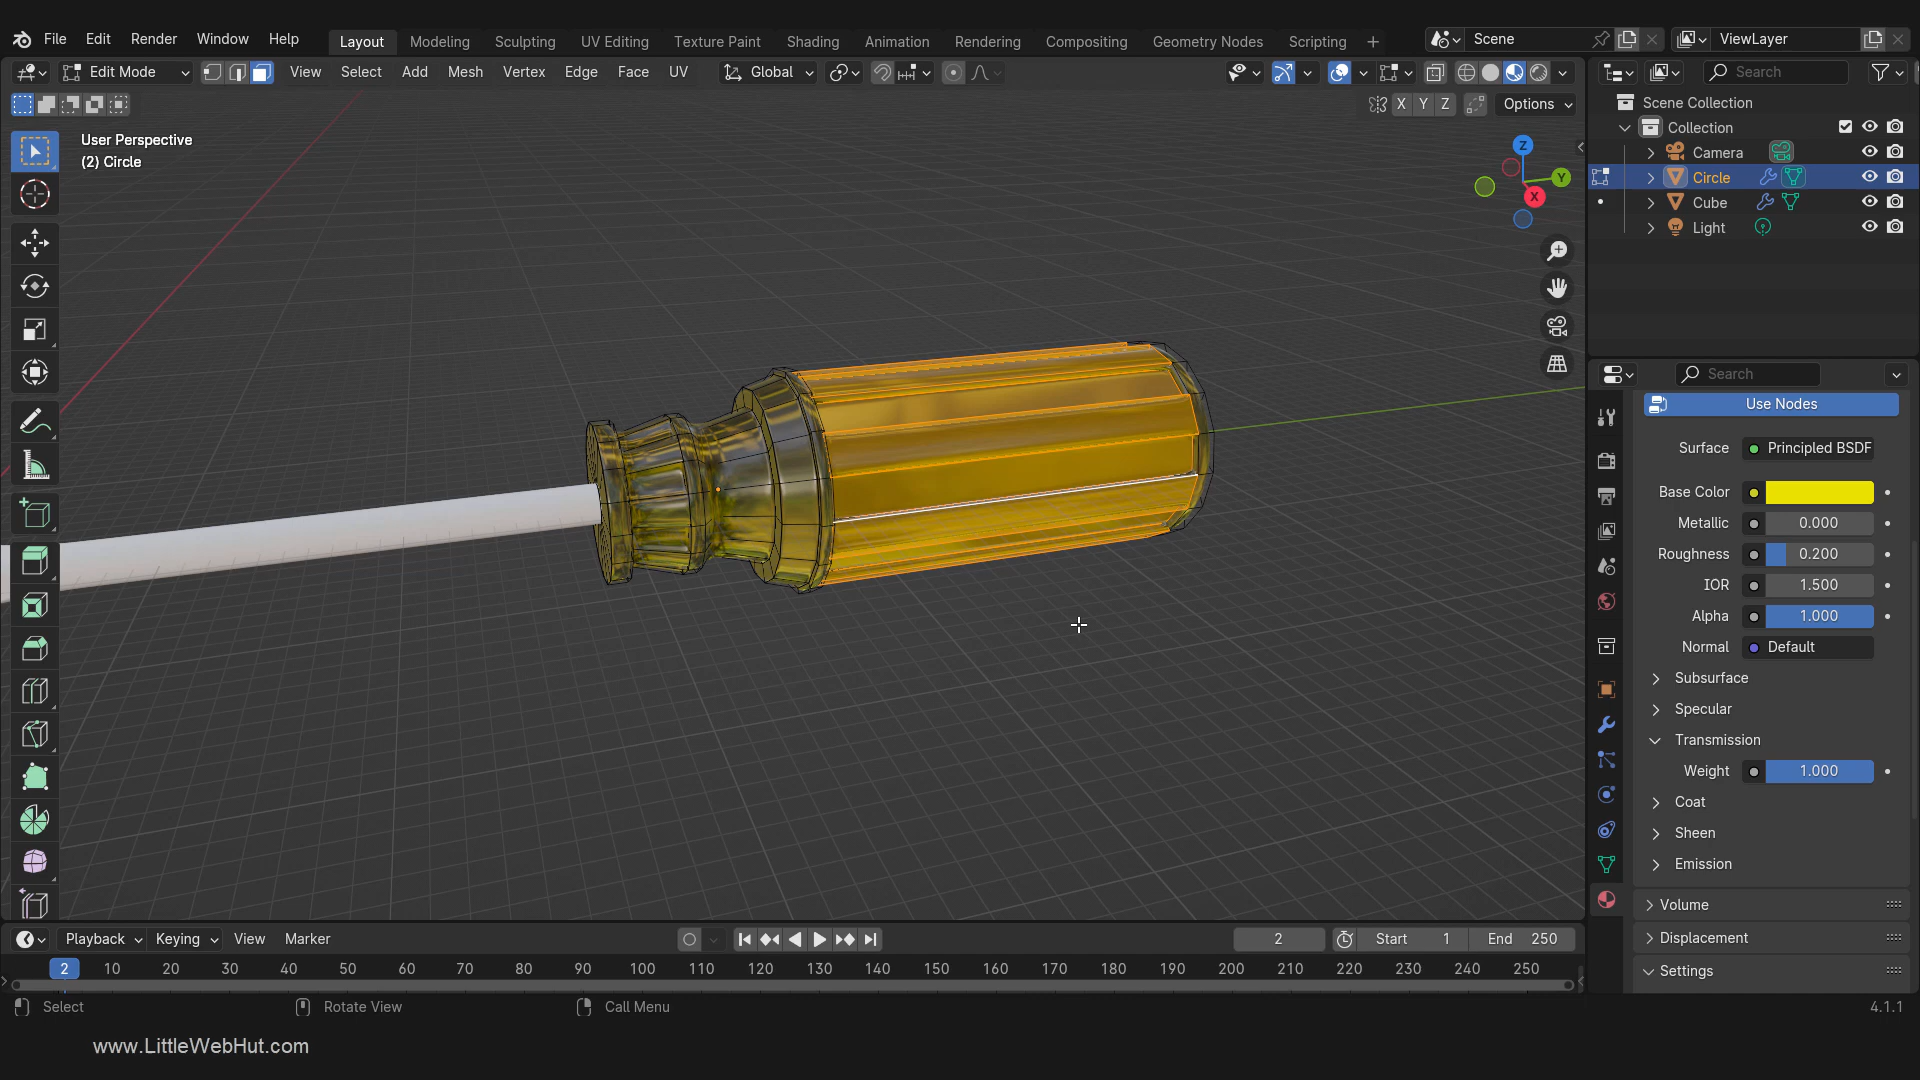 File Edit Render Window Help Layout Modeling Sculpting UV Editing Texture Paint Shading Animation Rendering Compositing Geometry Nodes Scripting + Scene ViewLayer
Edit Mode View Select Add Mesh Vertex Edge Face UV Global Search
X Y Z Options
User Perspective
(2) Circle
Z
Y
X
Scene Collection
Collection
Camera
Circle
Cube
Light
Search
Use Nodes
Surface Principled BSDF
Base Color
Metallic 0.000
Roughness 0.200
IOR 1.500
Alpha 1.000
Normal Default
Subsurface
Specular
Transmission
Weight 1.000
Coat
Sheen
Emission
Volume
Displacement
Settings
Playback Keying View Marker 2 Start 1 End 250
2 10 20 30 40 50 60 70 80 90 100 110 120 130 140 150 160 170 180 190 200 210 220 230 240 250
Select Rotate View Call Menu 4.1.1
www.LittleWebHut.com